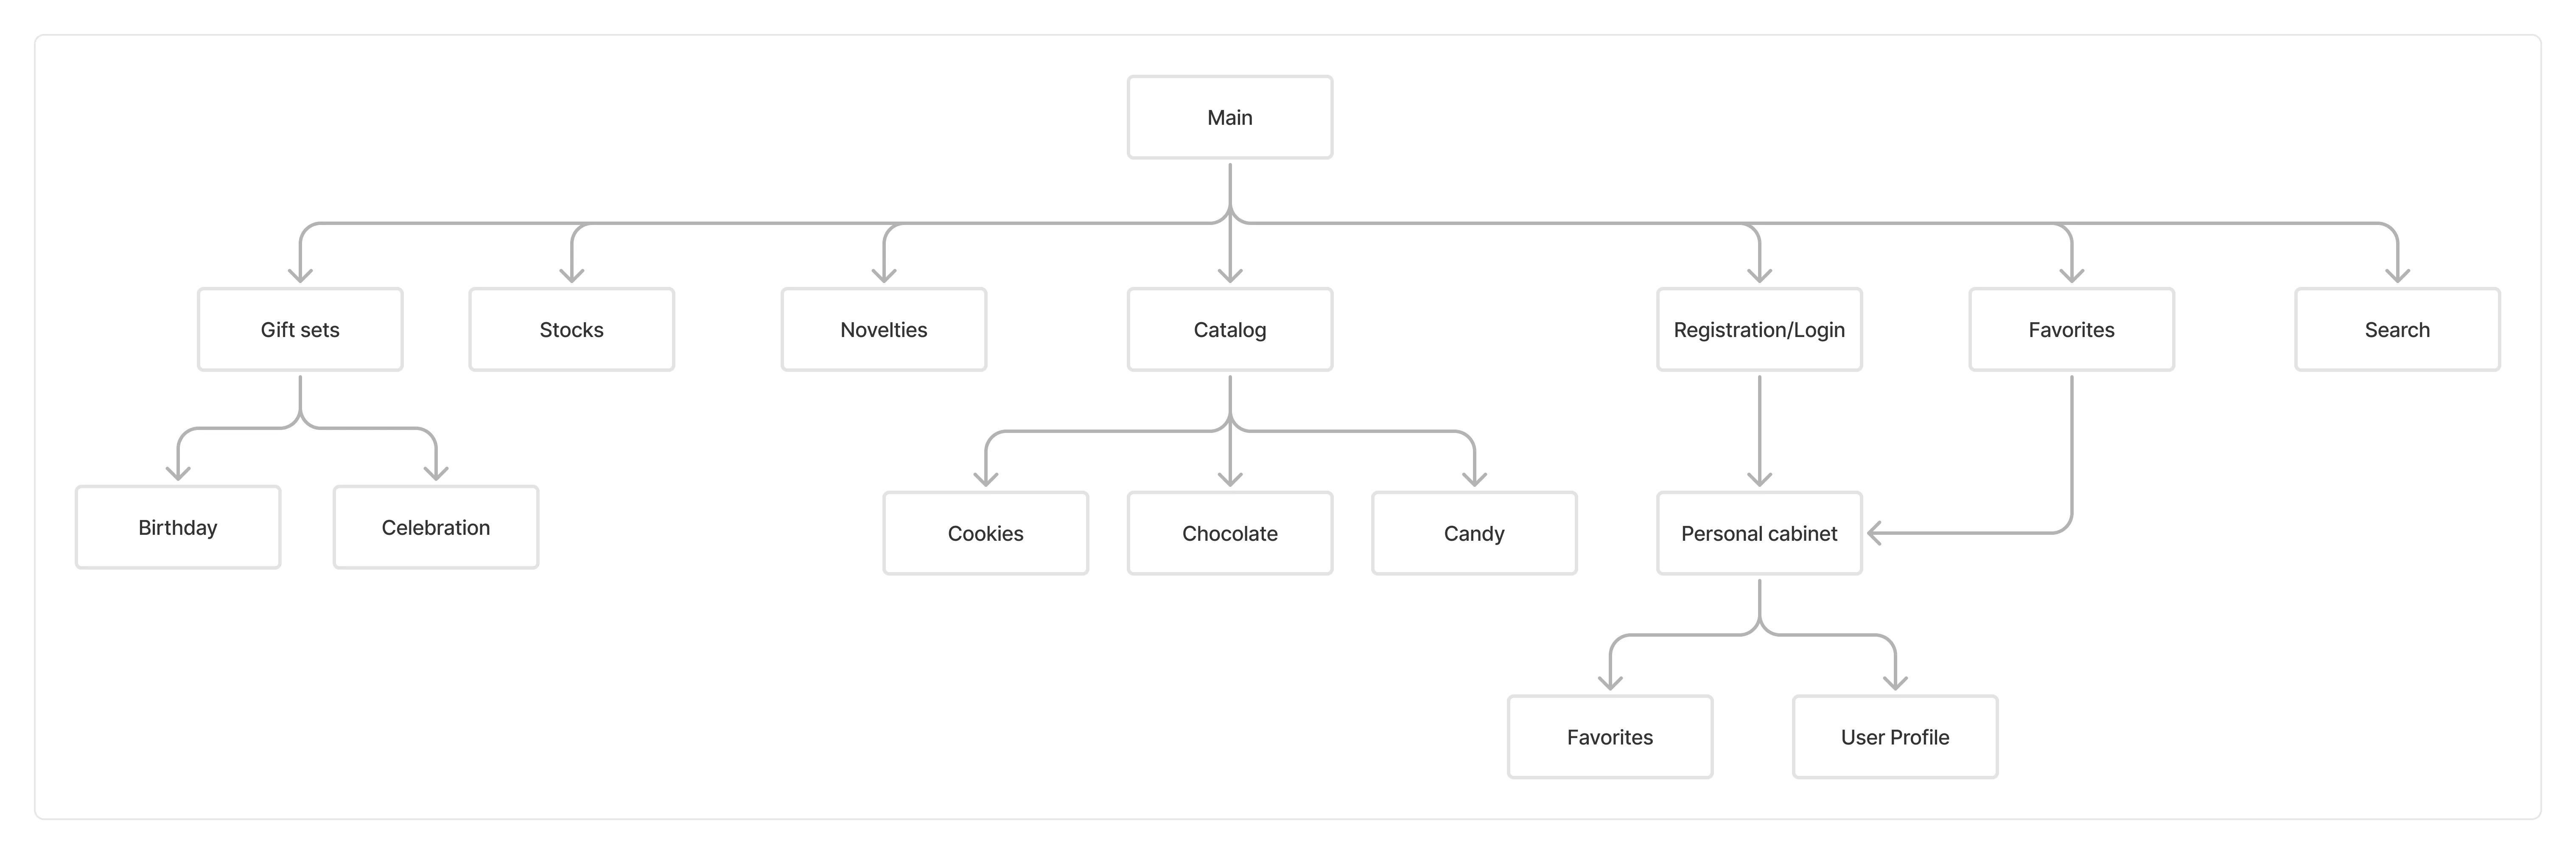 Main
Gift sets
Stocks
Novelties
Catalog
Registration/Login
Favorites
Search
Birthday
Celebration
Cookies
Chocolate
Candy
Personal cabinet
Favorites
User Profile